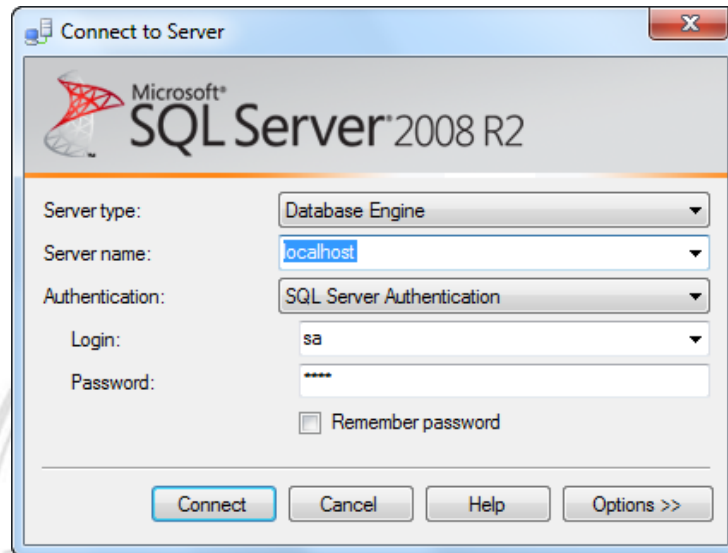 Connect to Server
Microsoft®
SQL Server® 2008 R2
Server type: Database Engine
Server name: localhost
Authentication: SQL Server Authentication
Login: sa
Password: ****
Remember password
Connect Cancel Help Options >>